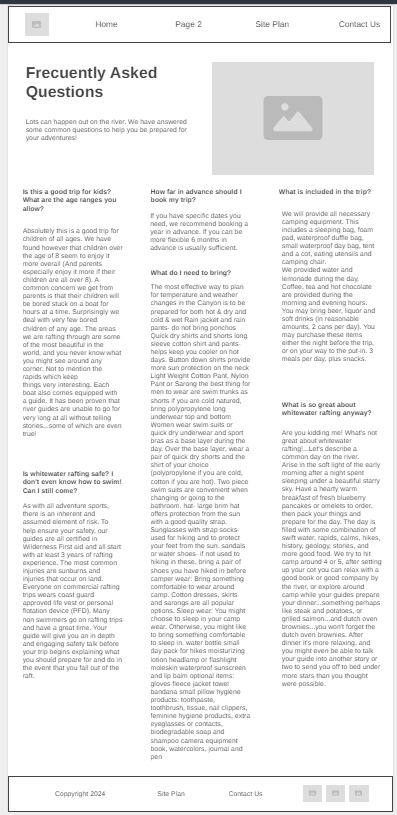 Home Page 2 Site Plan Contact Us
Frequently Asked
Questions
Lots can happen out on the river. We have answered
some common questions to help you be prepared for
your adventures!
Is this a good trip for kids?
What are the age ranges you
allow?
Absolutely this is a good trip for
children of all ages. We have
found however that children over
the age of 8 seem to enjoy it
more overall (And parents
especially enjoy it more if their
children are all over 8). A
common concern we get from
parents is that their children will
be bored stuck on a boat for
hours at a time. Surprisingly we
deal with very few bored
children of any age. The areas
we are rafting through are some
of the most beautiful in the
world, and you never know what
you might see around any
corner. Not to mention the
rapids which keep
things very interesting. Each
boat also comes equipped with
a guide. It has been proven that
river guides are unable to go for
very long at all without telling
stories...some of which are even
true!
Is whitewater rafting safe? I
don't even know how to swim!
Can I still come?
As with all adventure sports,
there is an inherent and
assumed element of risk. To
help ensure your safety, our
guides are all certified in
Wilderness First aid and all start
with at least 3 years of rafting
experience. The most common
injuries are sunburns and
injuries that occur on land.
Everyone on commercial rafting
trips wears coast guard
approved life vest or personal
flotation device (PFD). Many
non swimmers go on rafting trips
and have a great time. Your
guide will give you an in depth
and engaging safety talk before
your trip begins explaining what
you should prepare for and do in
the event that you fall out of the
raft.
How far in advance should I
book my trip?
If you have specific dates you
need, we recommend booking a
year in advance. If you can be
more flexible 6 months in
advance is usually sufficient.
What do I need to bring?
The most effective way to plan
for temperature and weather
changes in the Canyon is to be
prepared for both hot & dry and
cold & wet Rain jacket and rain
pants- do not bring ponchos
Quick dry shirts and shorts long
sleeve cotton shirt and pants-
helps keep you cooler on hot
days. Button down shirts provide
more sun protection on the neck
Light Weight Cotton Pant, Nylon
Pant or Sarong the best thing for
men to wear are swim trunks as
shorts if you are cold natured,
bring polypropylene long
underwear top and bottom
Women wear swim suits or
quick dry underwear and sport
bras as a base layer during the
day. Over the base layer, wear a
pair of quick dry shorts and the
shirt of your choice
(polypropylene if you are cold,
cotton if you are hot). Two piece
swim suits are convenient when
changing or going to the
bathroom. hat- large brim hat
offers protection from the sun
with a good quality strap.
Sunglasses with strap socks-
used for hiking and to protect
your feet from the sun. sandals
or water shoes- if not used to
hiking in these, bring a pair of
shoes you have hiked in before
camper wear: Bring something
comfortable to wear around
camp. Cotton dresses, skirts
and sarongs are all popular
options. Sleep wear: You might
choose to sleep in your camp
wear. Otherwise, you might like
to bring something comfortable
to sleep in. water bottle small
day pack for hikes moisturizing
lotion headlamp or flashlight
moleskin waterproof sunscreen
and lip balm optional items:
gloves fleece jacket towel
bandana small pillow hygiene
products: toothpaste,
toothbrush, tissue, nail clippers,
feminine hygiene products, extra
eyeglasses or contacts,
biodegradable soap and
shampoo camera equipment
book, watercolors, journal and
pen
What is included in the trip?
We will provide all necessary
camping equipment. This
includes a sleeping bag, foam
pad, waterproof duffle bag,
small waterproof day bag, tent
and a cot, eating utensils and
camping chair.
We provided water and
lemonade during the day.
Coffee, tea and hot chocolate
are provided during the
morning and evening hours.
You may bring beer, liquor and
soft drinks (in reasonable
amounts, 2 cans per day). You
may purchase these items
either the night before the trip,
or on your way to the put-in. 3
meals per day, plus snacks.
What is so great about
whitewater rafting anyway?
Are you kidding me! What's not
great about whitewater
rafting!...Let's describe a
common day on the river.
Arise in the soft light of the early
morning after a night spent
sleeping under a beautiful starry
sky. Have a hearty warm
breakfast of fresh blueberry
pancakes or omelets to order,
then pack your things and
prepare for the day. The day is
filled with some combination of
swift water, rapids, calms, hikes,
history, geology, stories, and
more good food. We try to hit
camp around 4 or 5, after setting
up your cot you can relax with a
good book or good company by
the river, or explore around
camp while your guides prepare
your dinner...something perhaps
like steak and potatoes, or
grilled salmon...and dutch oven
brownies...you won't forget the
dutch oven brownies. After
dinner it's more relaxing, and
you might even be able to talk
your guide into another story or
two to send you off to bed under
more stars than you thought
were possible.
Copyright 2024 Site Plan Contact Us